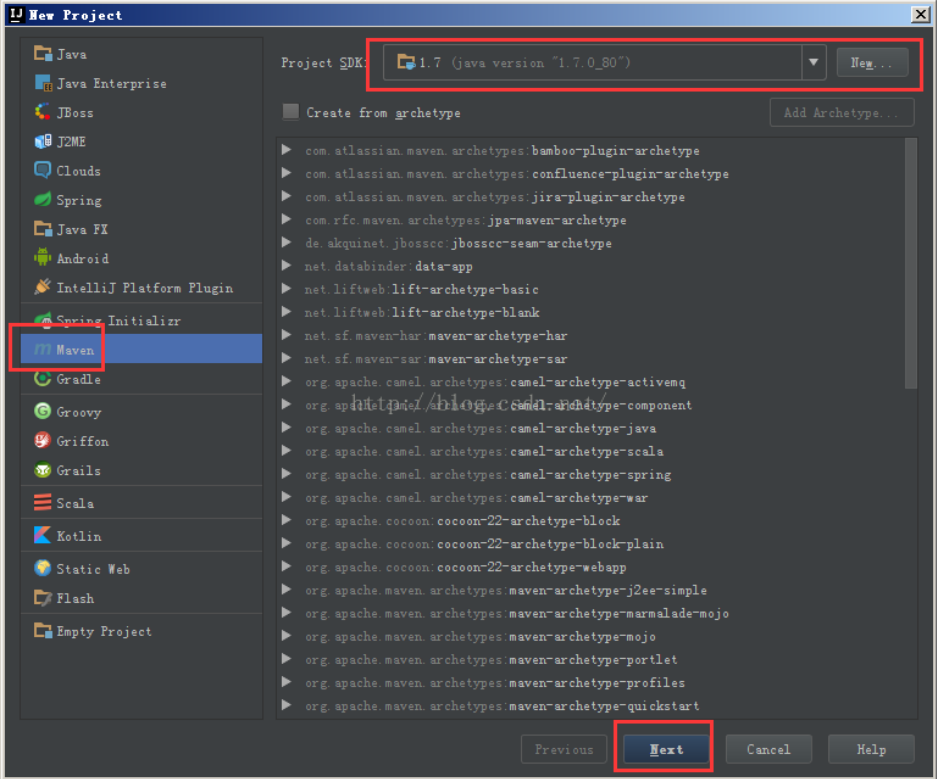 New Project
Java
Java Enterprise
JBoss
J2ME
Clouds
Spring
Java FX
Android
IntelliJ Platform Plugin
Spring Initializr
Maven
Gradle
Groovy
Griffon
Grails
Scala
Kotlin
Static Web
Flash
Empty Project
Project SDK: 1.7 (java version "1.7.0_80") New...
Create from archetype Add Archetype...
com.atlassian.maven.archetypes:bamboo-plugin-archetype
com.atlassian.maven.archetypes:confluence-plugin-archetype
com.atlassian.maven.archetypes:jira-plugin-archetype
com.rfc.maven.archetypes:jpa-maven-archetype
de.akquinet.jbosscc:jbosscc-seam-archetype
net.databinder:data-app
net.liftweb:lift-archetype-basic
net.liftweb:lift-archetype-blank
net.sf.maven-har:maven-archetype-har
net.sf.maven-sar:maven-archetype-sar
org.apache.camel.archetypes:camel-archetype-activemq
org.apache.camel.archetypes:camel-archetype-component
http://blog.csdn.net/
org.apache.camel.archetypes:camel-archetype-java
org.apache.camel.archetypes:camel-archetype-scala
org.apache.camel.archetypes:camel-archetype-spring
org.apache.camel.archetypes:camel-archetype-war
org.apache.cocoon:cocoon-22-archetype-block
org.apache.cocoon:cocoon-22-archetype-block-plain
org.apache.cocoon:cocoon-22-archetype-webapp
org.apache.maven.archetypes:maven-archetype-j2ee-simple
org.apache.maven.archetypes:maven-archetype-marmalade-mojo
org.apache.maven.archetypes:maven-archetype-mojo
org.apache.maven.archetypes:maven-archetype-portlet
org.apache.maven.archetypes:maven-archetype-profiles
org.apache.maven.archetypes:maven-archetype-quickstart
Previous Next Cancel Help